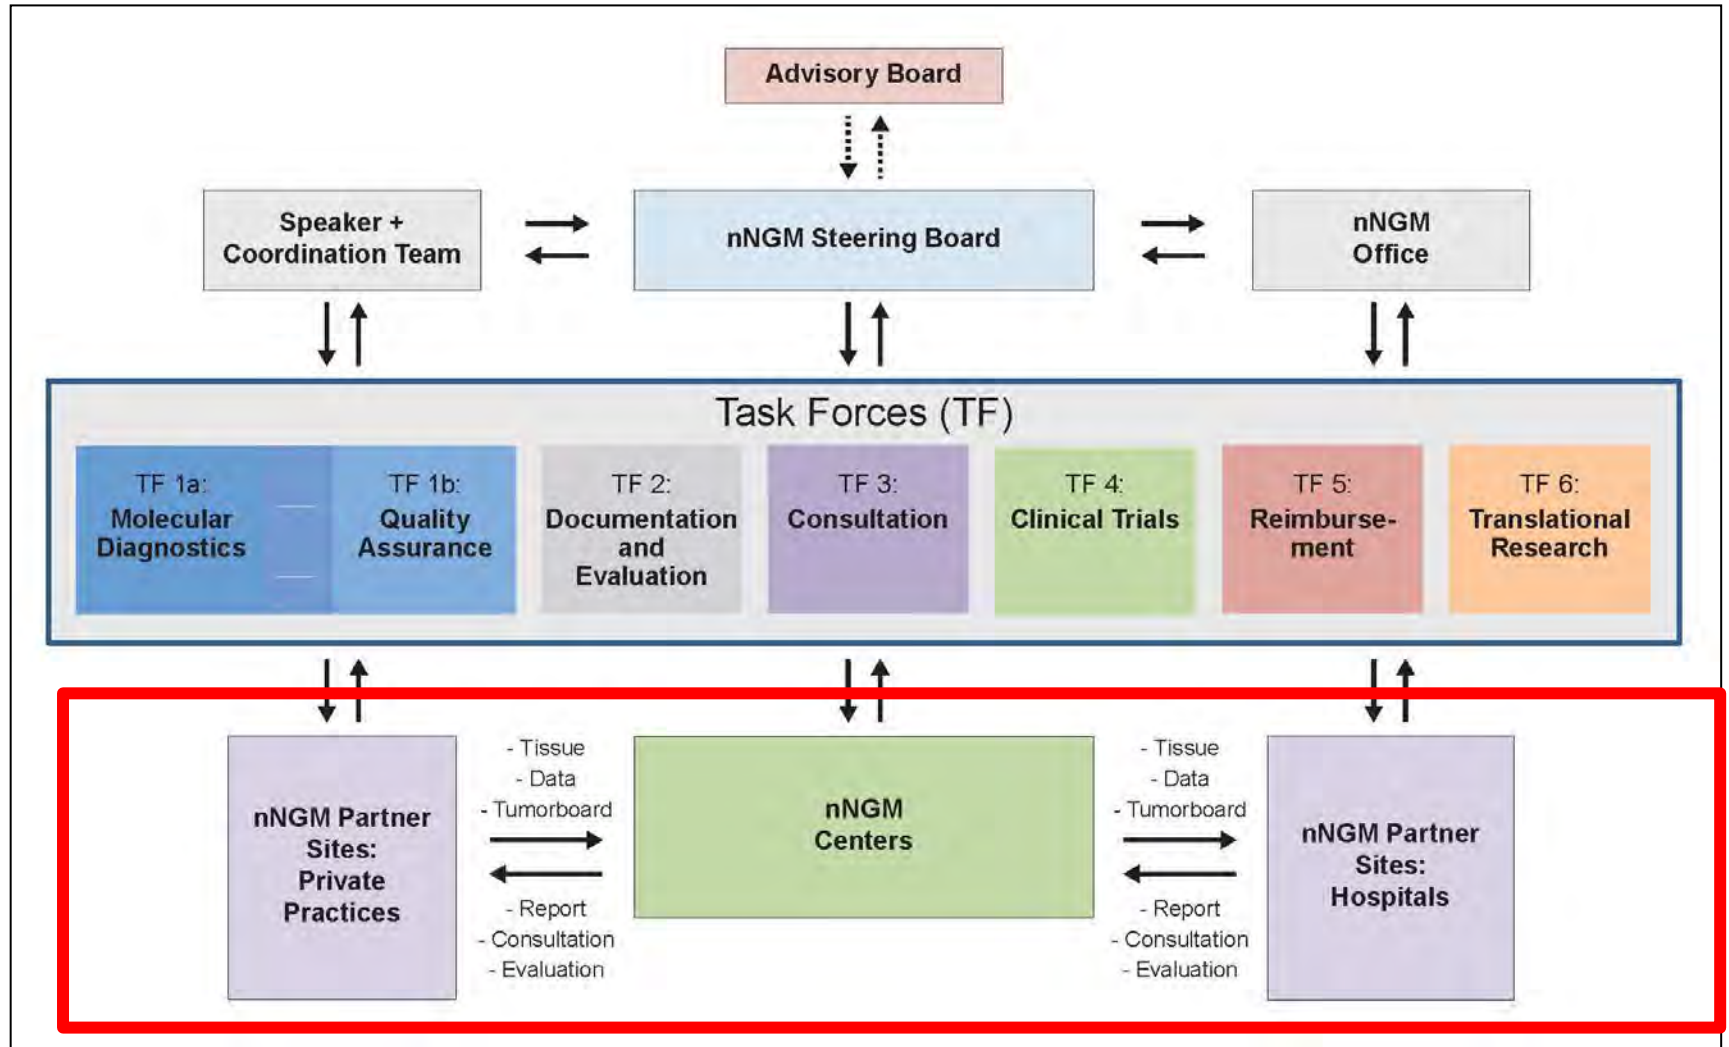 Advisory Board
Speaker +
Coordination Team
nNGM Steering Board
nNGM
Office
Task Forces (TF)
TF 1a:
Molecular
Diagnostics
TF 1b:
Quality
Assurance
TF 2:
Documentation
and
Evaluation
TF 3:
Consultation
TF 4:
Clinical Trials
TF 5:
Reimburse-
ment
TF 6:
Translational
Research
nNGM Partner
Sites:
Private
Practices
- Tissue
- Data
- Tumorboard
- Report
- Consultation
- Evaluation
nNGM
Centers
- Tissue
- Data
- Tumorboard
- Report
- Consultation
- Evaluation
nNGM Partner
Sites:
Hospitals